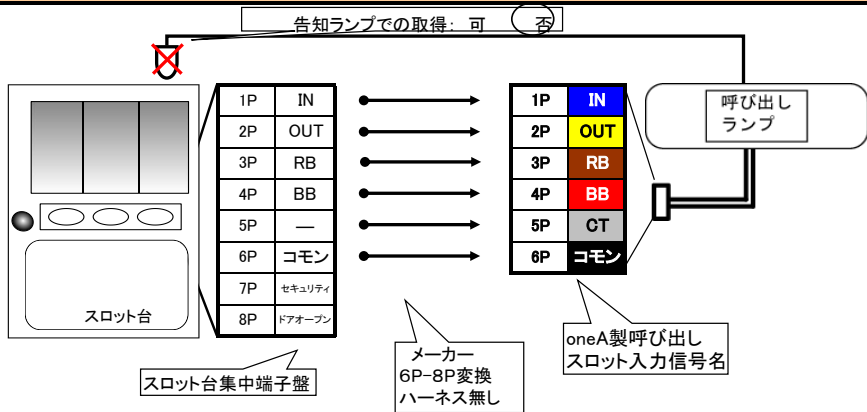 告知ランプでの取得: 可 否
1P IN
2P OUT
3P RB
4P BB
5P —
6P コモン
7P セキュリティ
8P ドアオープン
1P IN
2P OUT
3P RB
4P BB
5P CT
6P コモン
呼び出し
ランプ
スロット台
スロット台集中端子盤
メーカー
6P-8P変換
ハーネス無し
oneA製呼び出し
スロット入力信号名